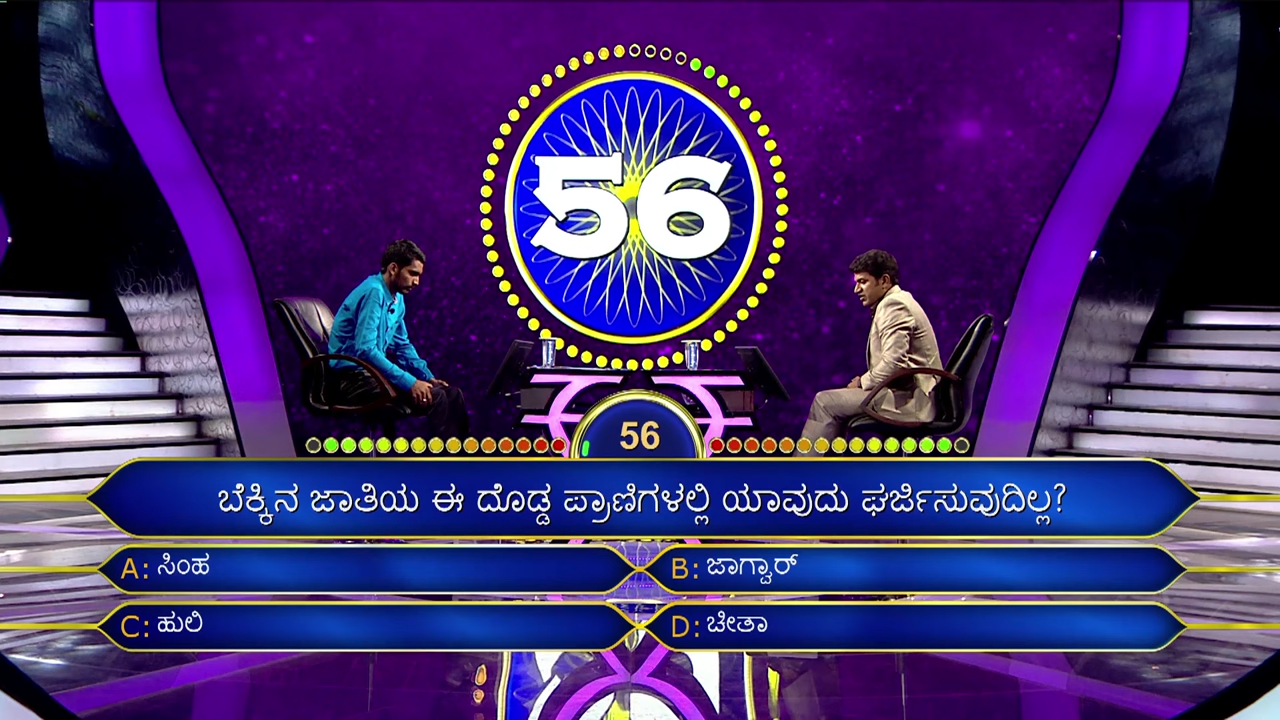 56
56
ಬೆಕ್ಕಿನ ಜಾತಿಯ ಈ ದೊಡ್ಡ ಪ್ರಾಣಿಗಳಲ್ಲಿ ಯಾವುದು ಘರ್ಜಿಸುವುದಿಲ್ಲ?
A: ಸಿಂಹ
B: ಜಾಗ್ವಾರ್
C: ಹುಲಿ
D: ಚೀತಾ